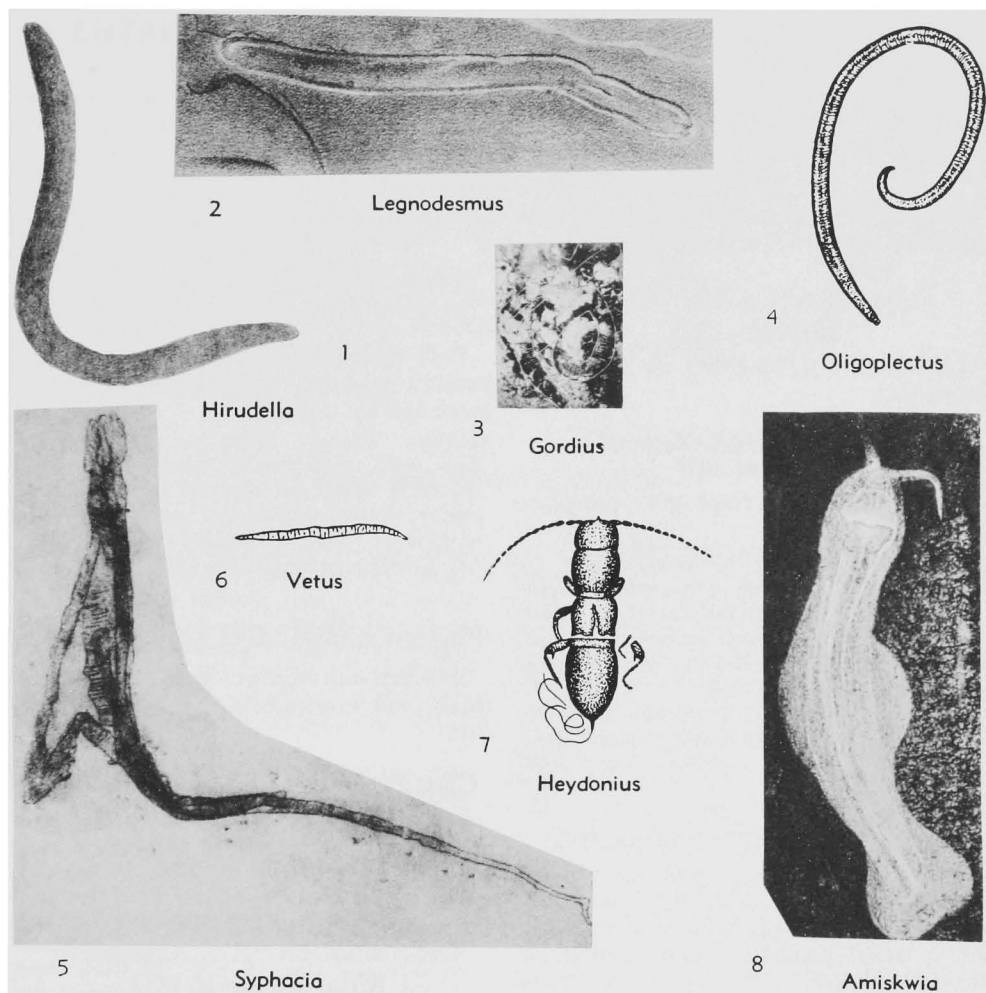 1
Hirudella
2
Legnodesmus
3
Gordius
4
Oligoplectus
5
Syphacia
6
Vetus
7
Heydonius
8
Amiskwia